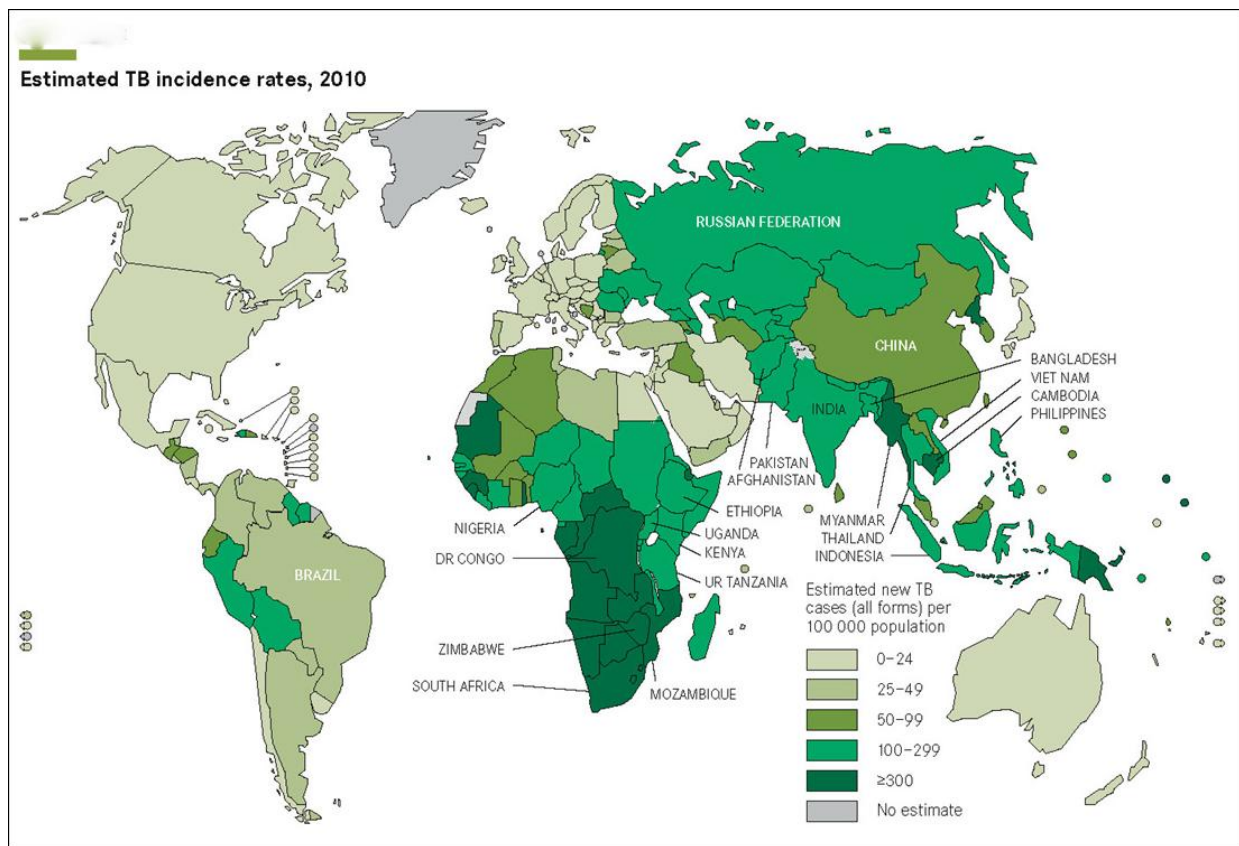 Estimated TB incidence rates, 2010
RUSSIAN FEDERATION
CHINA
BANGLADESH
VIET NAM
CAMBODIA
PHILIPPINES
INDIA
PAKISTAN
AFGHANISTAN
ETHIOPIA
NIGERIA
UGANDA
MYANMAR
THAILAND
INDONESIA
DR CONGO
KENYA
BRAZIL
UR TANZANIA
ZIMBABWE
SOUTH AFRICA
MOZAMBIQUE
Estimated new TB
cases (all forms) per
100 000 population
0–24
25–49
50–99
100–299
≥300
No estimate